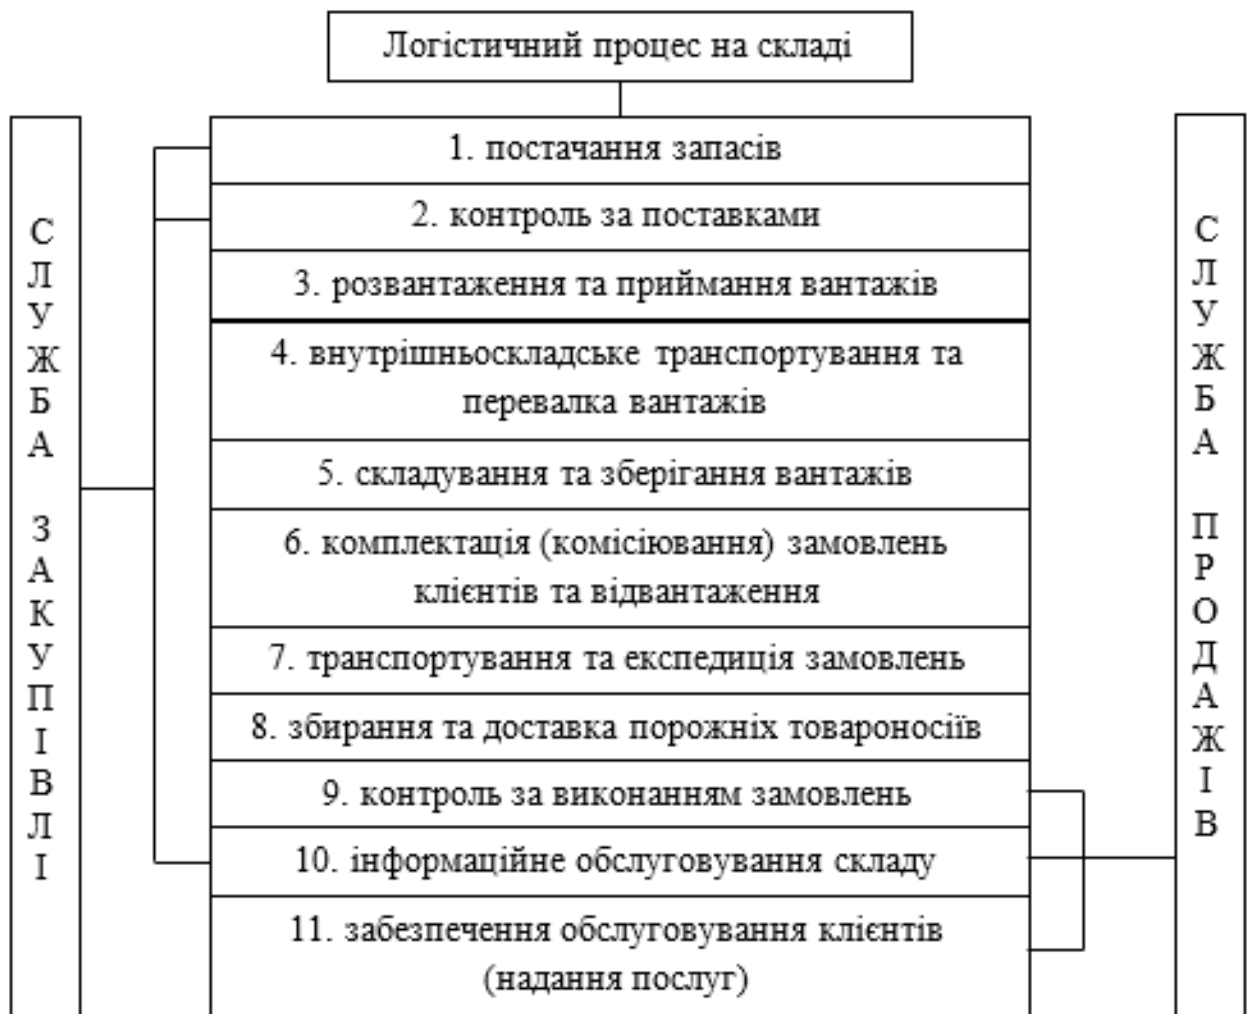 Логістичний процес на складі
СЛУЖБА ЗАКУПІВЛІ
1. постачання запасів
2. контроль за поставками
3. розвантаження та приймання вантажів
4. внутрішньоскладське транспортування та
перевалка вантажів
5. складування та зберігання вантажів
6. комплектація (комісіювання) замовлень
клієнтів та відвантаження
7. транспортування та експедиція замовлень
8. збирання та доставка порожніх товароносіїв
9. контроль за виконанням замовлень
10. інформаційне обслуговування складу
11. забезпечення обслуговування клієнтів
(надання послуг)
СЛУЖБА ПРОДАЖІВ